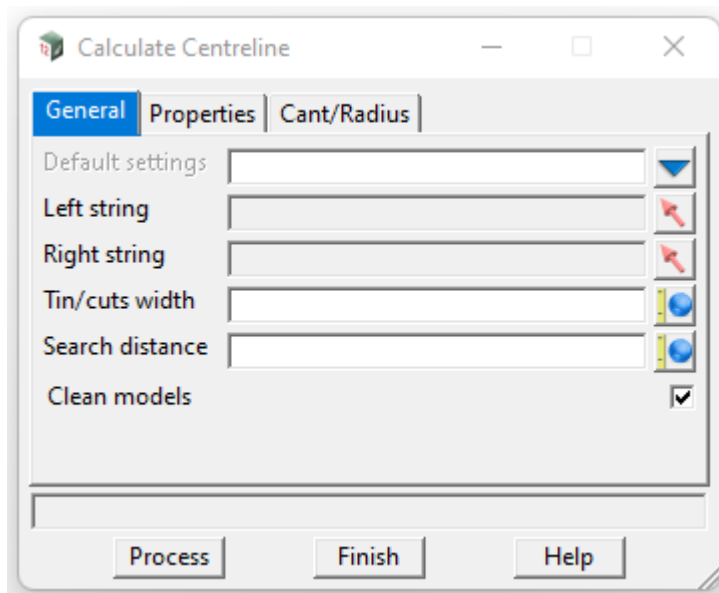 Calculate Centreline
General Properties Cant/Radius
Default settings
Left string
Right string
Tin/cuts width
Search distance
Clean models
Process Finish Help